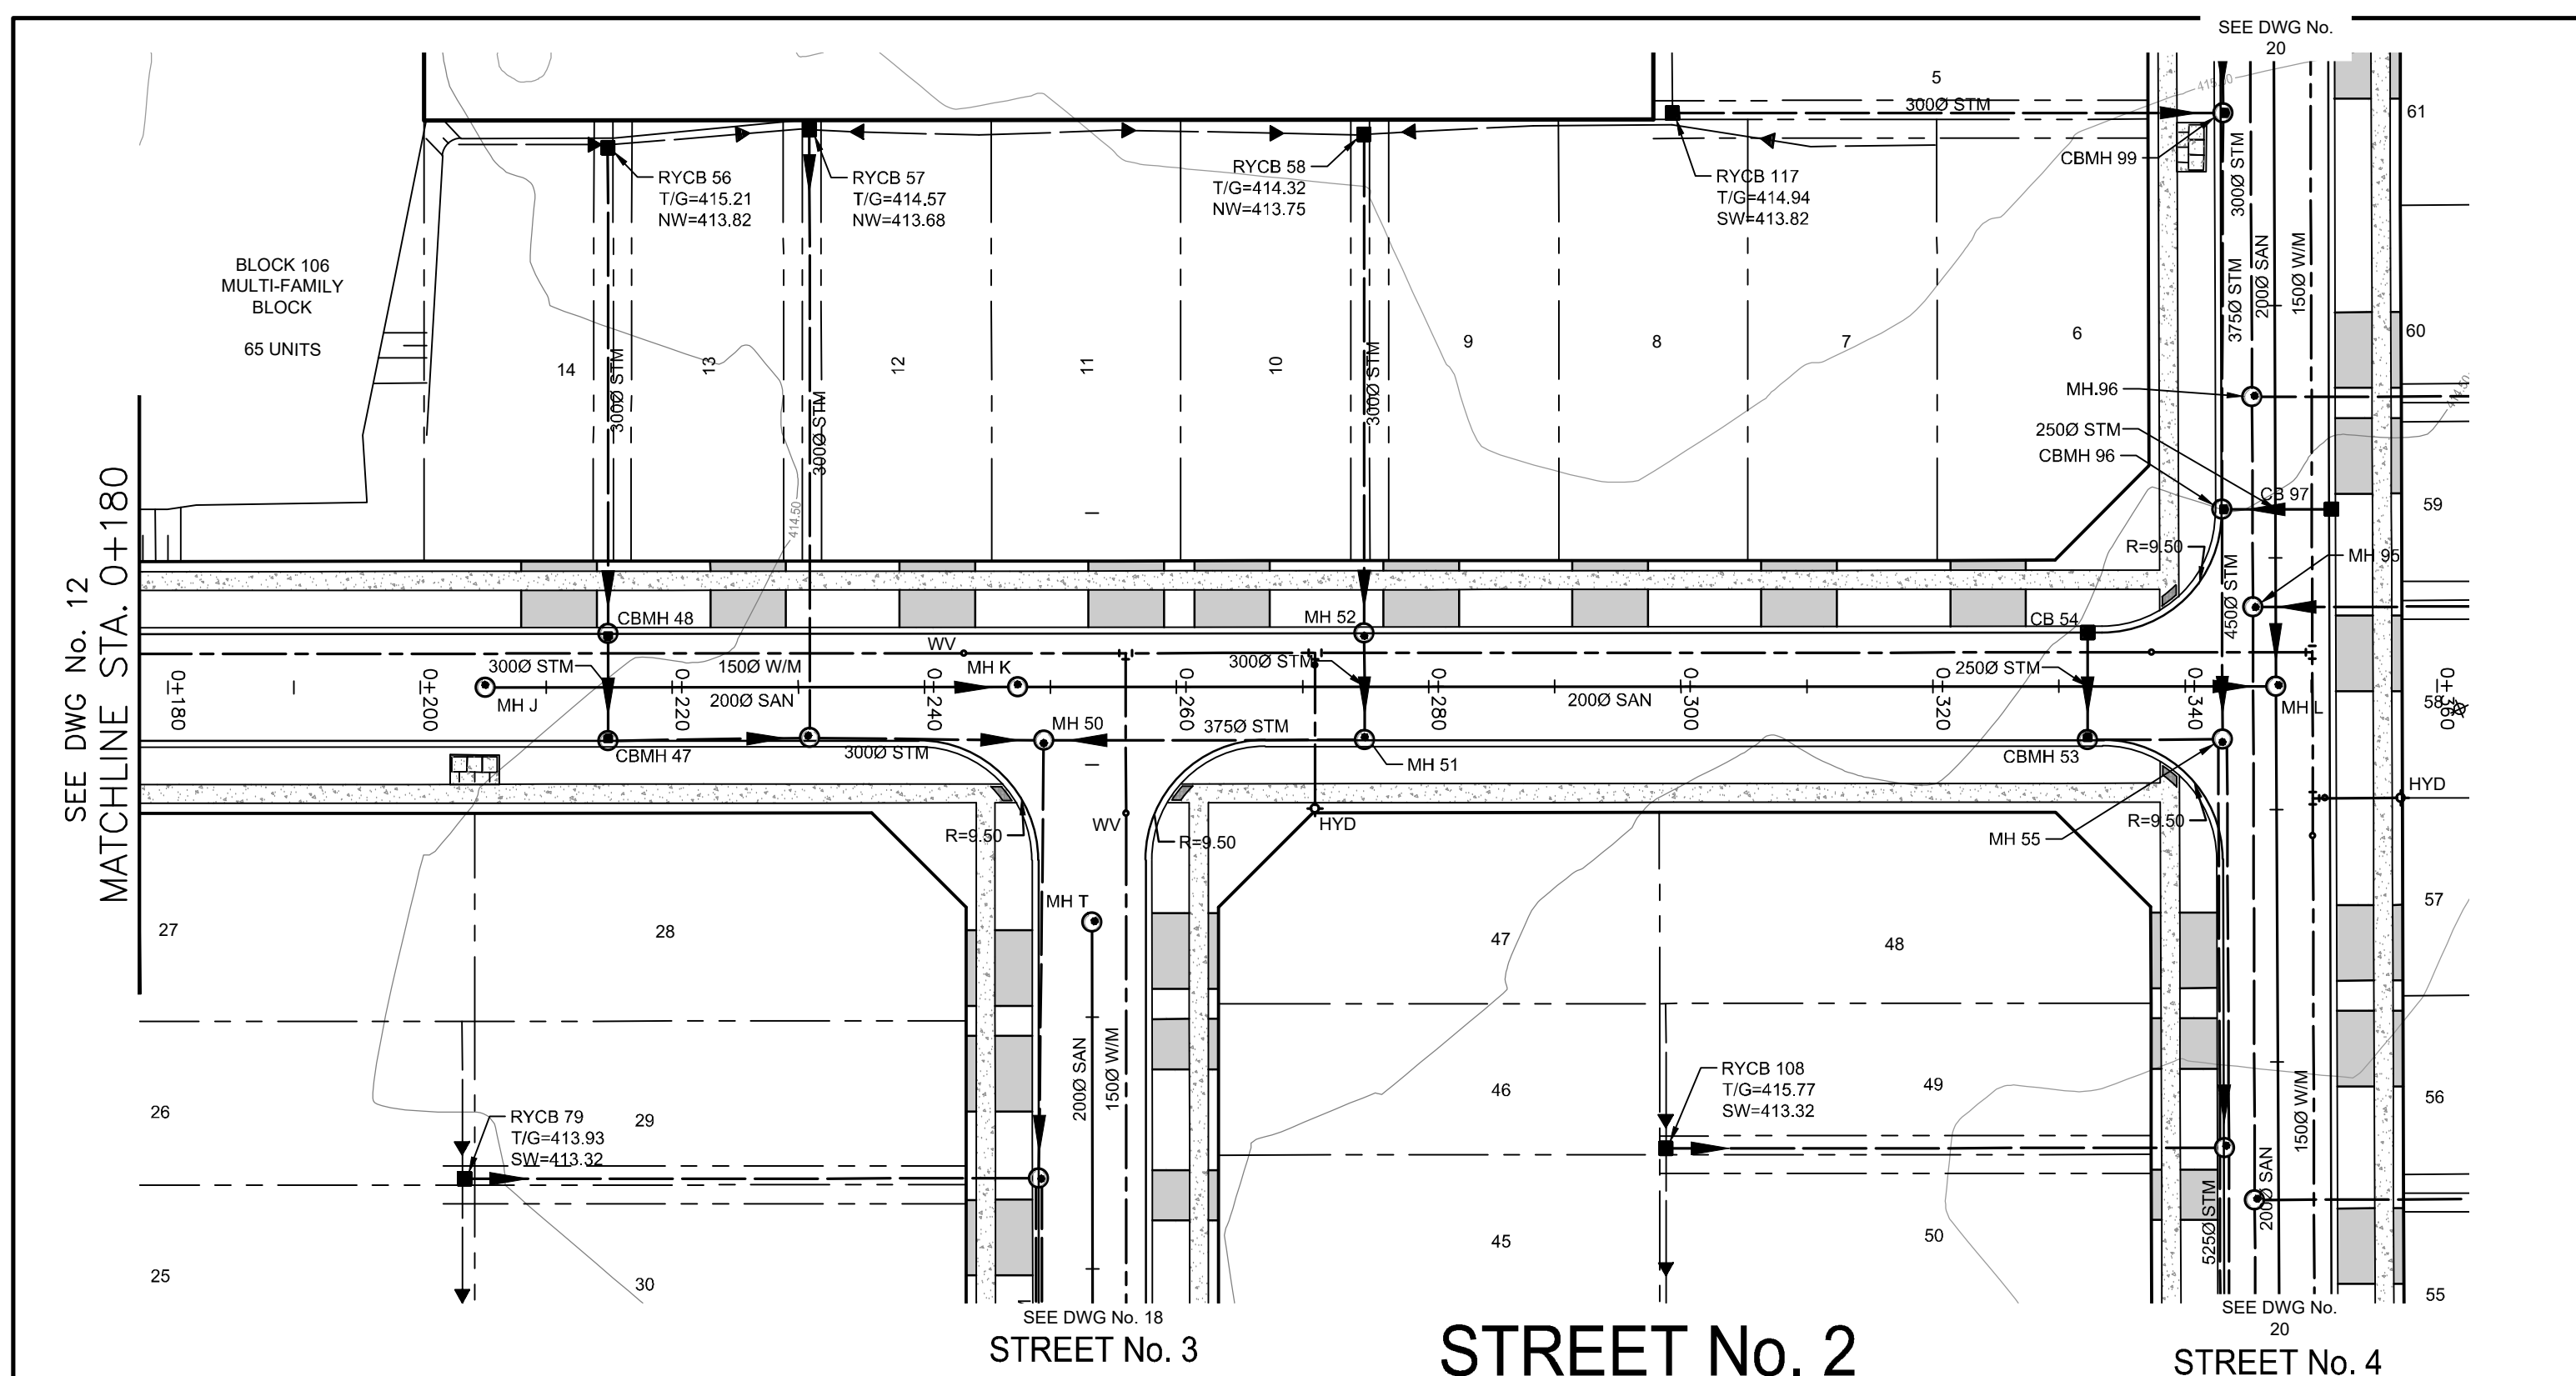 SEE DWG No.
20
5
415.00
300Ø STM
61
CBMH 99
300Ø STM
RYCB 56
T/G=415.21
NW=413.82
RYCB 57
T/G=414.57
NW=413.68
RYCB 58
T/G=414.32
NW=413.75
RYCB 117
T/G=414.94
SW=413.82
BLOCK 106
MULTI-FAMILY
BLOCK
65 UNITS
14
300Ø STM
13
300Ø STM
12
11
10
300Ø STM
9
8
7
6
375Ø STM
200Ø SAN
150Ø W/M
60
MH.96
414.50
250Ø STM
CBMH 96
CB 97
59
414.50
R=9.50
MH 95
450Ø STM
SEE DWG No. 12
MATCHLINE STA. 0+180
CBMH 48
MH 52
CB 54
WV
300Ø STM
150Ø W/M
MH K
300Ø STM
250Ø STM
0+180
0+200
MH J
0+220
200Ø SAN
0+240
0+260
0+280
200Ø SAN
0+300
0+320
0+340
MH L
58
0+360
MH 50
375Ø STM
CBMH 47
300Ø STM
MH 51
CBMH 53
HYD
R=9.50
WV
R=9.50
HYD
MH 55
R=9.50
MH T
27
28
47
48
57
200Ø SAN
150Ø W/M
150Ø W/M
26
RYCB 79
T/G=413.93
SW=413.32
29
46
RYCB 108
T/G=415.77
SW=413.32
49
56
525Ø STM
200Ø SAN
25
30
45
50
55
SEE DWG No. 18
STREET No. 3
STREET No. 2
SEE DWG No.
20
STREET No. 4